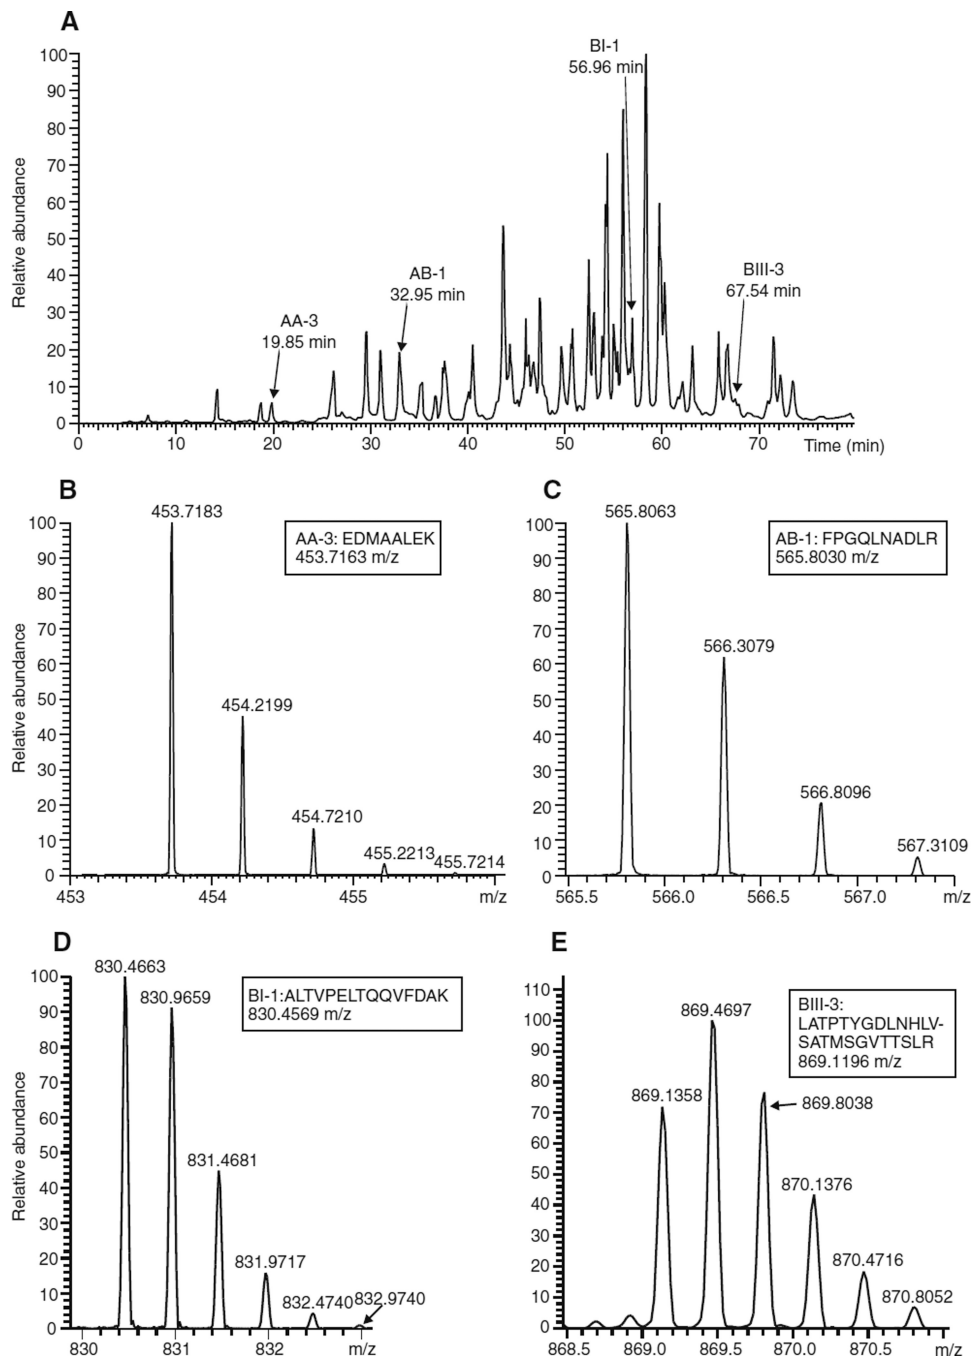 A
Relative abundance
100
90
80
70
60
50
40
30
20
10
0
BI-1
56.96 min
AB-1
32.95 min
BIII-3
67.54 min
AA-3
19.85 min
0 10 20 30 40 50 60 70 Time (min)
B
Relative abundance
100
90
80
70
60
50
40
30
20
10
0
453.7183
AA-3: EDMAALEK
453.7163 m/z
454.2199
454.7210
455.2213
455.7214
453 454 455 m/z
C
100
90
80
70
60
50
40
30
20
10
0
565.8063
AB-1: FPGQLNADLR
565.8030 m/z
566.3079
566.8096
567.3109
565.5 566.0 566.5 567.0 m/z
D
Relative abundance
100
90
80
70
60
50
40
30
20
10
0
830.4663
830.9659
BI-1:ALTVPELTQQVFDAK
830.4569 m/z
831.4681
831.9717
832.4740
832.9740
830 831 832 m/z
E
110
100
90
80
70
60
50
40
30
20
10
0
869.4697
BIII-3:
LATPTYGDLNHLV-
SATMSGVTTSLR
869.1196 m/z
869.1358
869.8038
870.1376
870.4716
870.8052
868.5 869.0 869.5 870.0 870.5 m/z